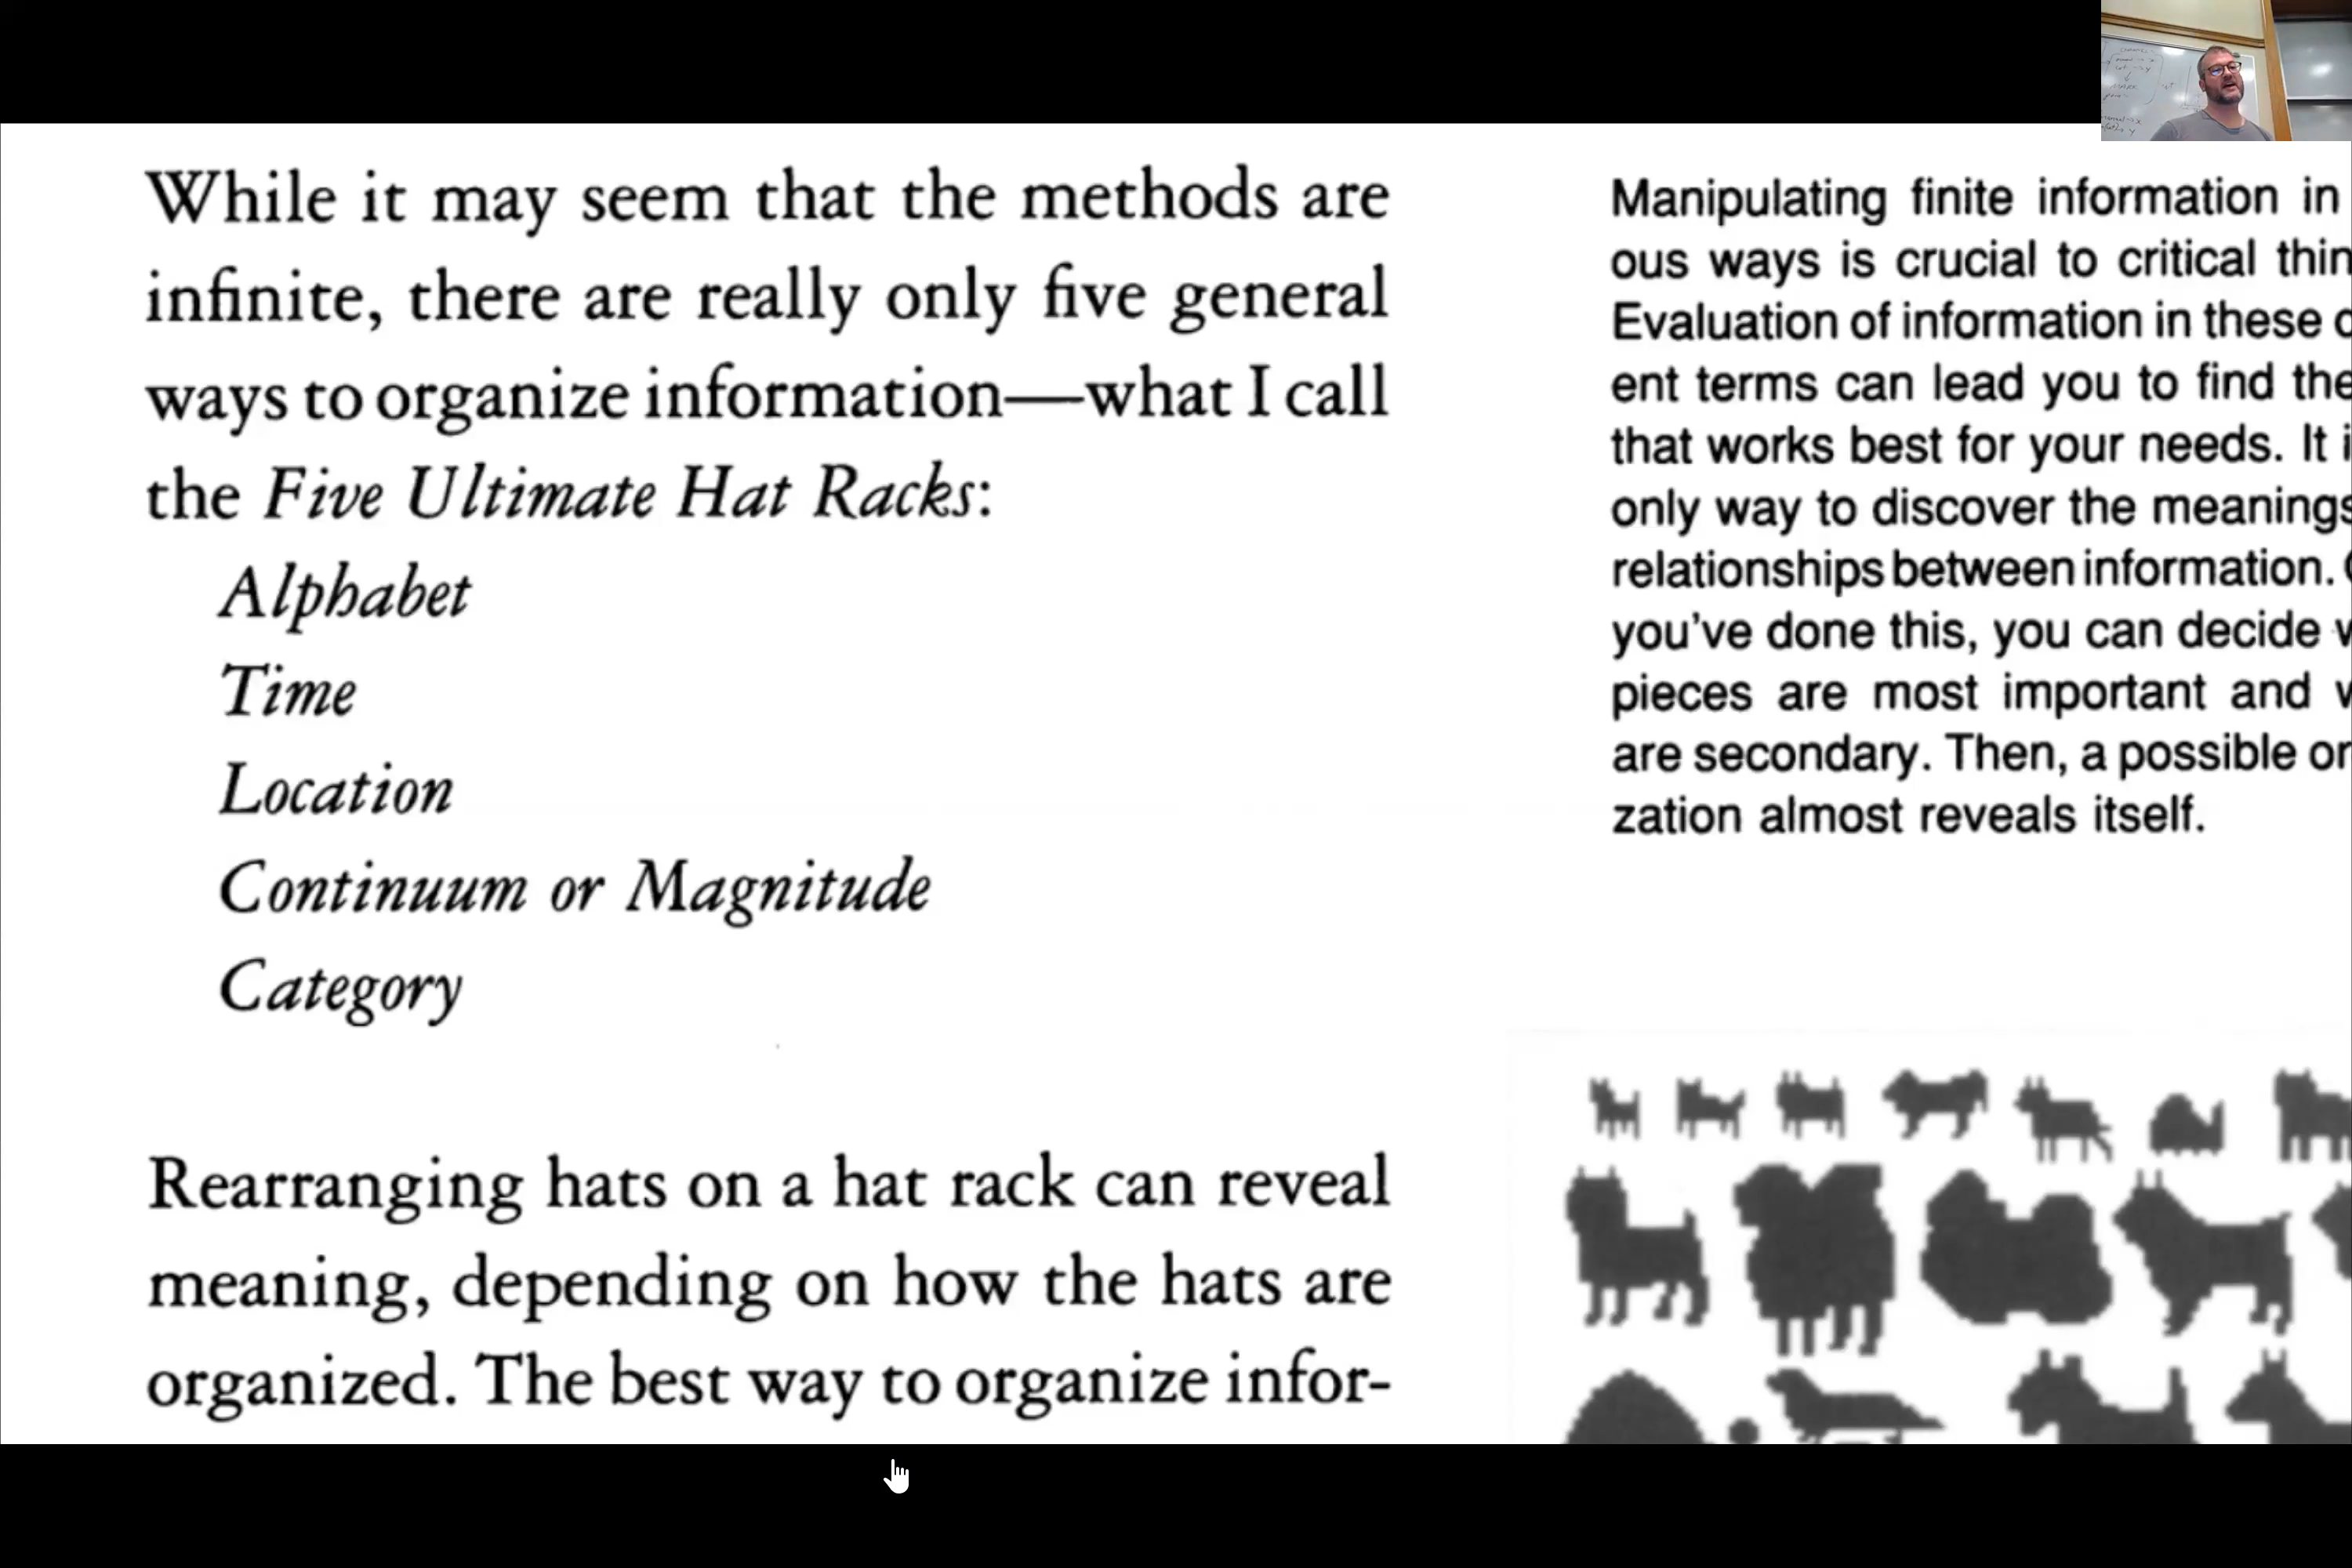 While it may seem that the methods are
infinite, there are really only five general
ways to organize information—what I call
the Five Ultimate Hat Racks:
Alphabet
Time
Location
Continuum or Magnitude
Category
Rearranging hats on a hat rack can reveal
meaning, depending on how the hats are
organized. The best way to organize infor-
Manipulating finite information in
ous ways is crucial to critical thin
Evaluation of information in these
ent terms can lead you to find the
that works best for your needs. It i
only way to discover the meanings
relationships between information.
you've done this, you can decide
pieces are most important and
are secondary. Then, a possible or
zation almost reveals itself.